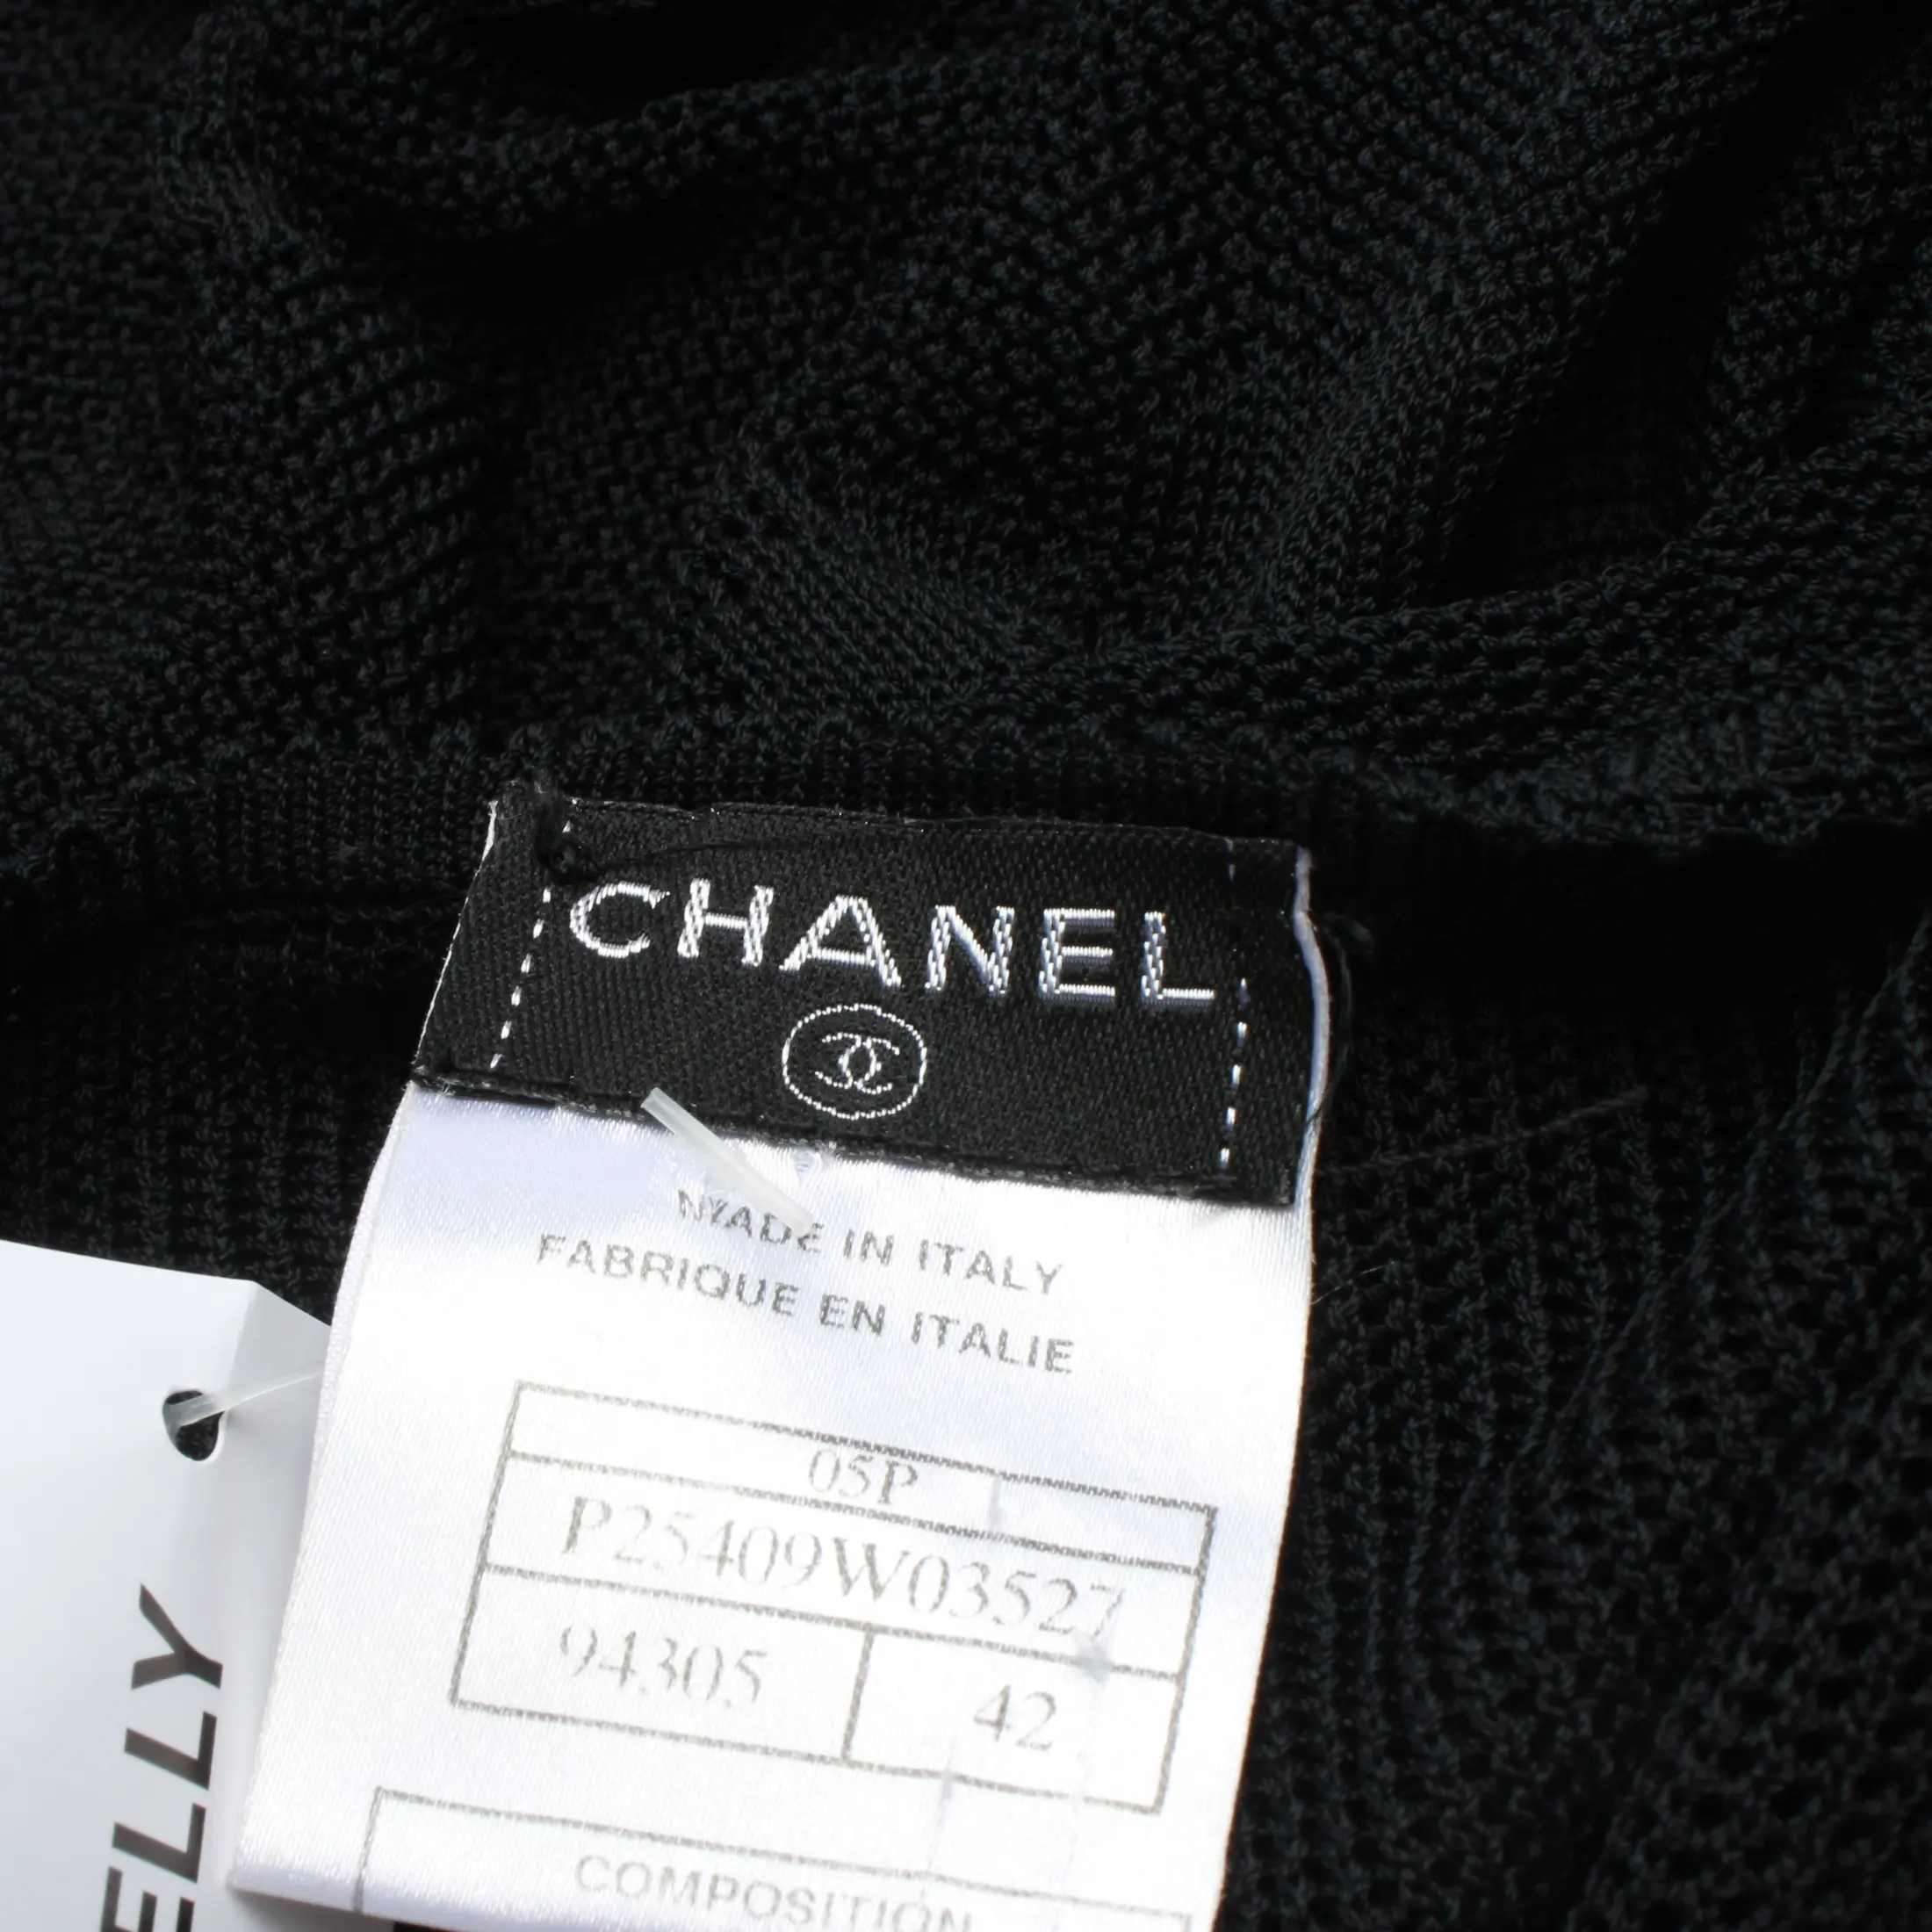 CHANEL
MADE IN ITALY
FABRIQUE EN ITALIE
05P
P25409W03527
94305 42
COMPOSITION
ELLY